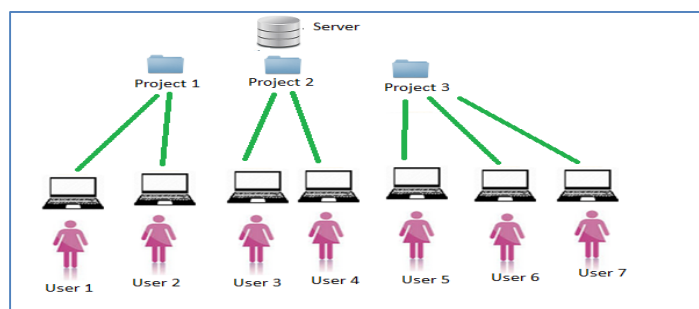 Server
Project 1
Project 2
Project 3
User 1
User 2
User 3
User 4
User 5
User 6
User 7